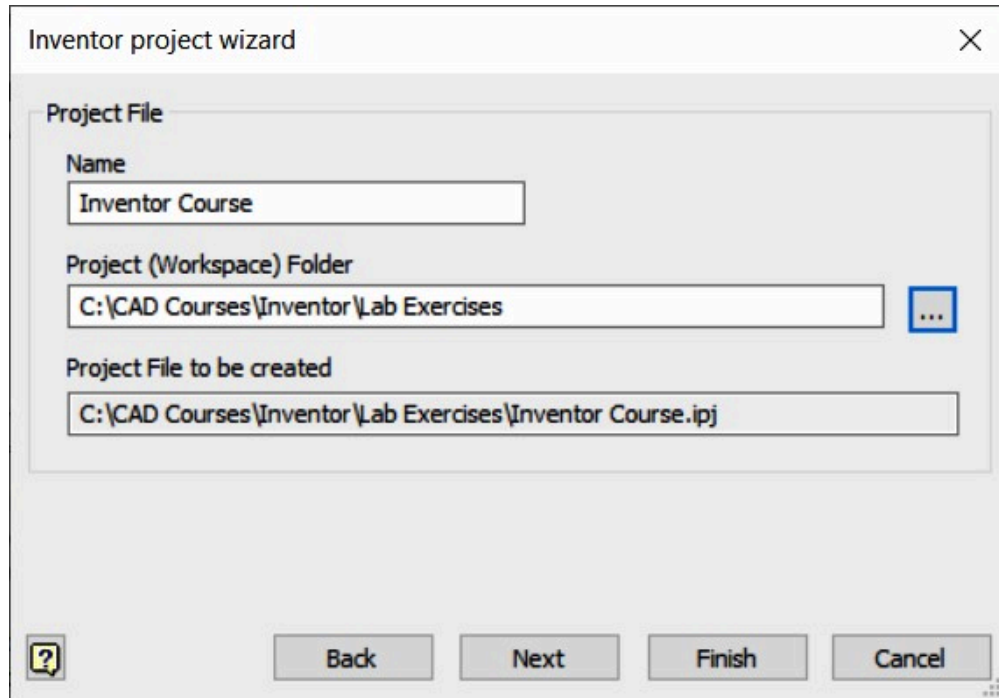 Inventor project wizard
Project File
Name
Inventor Course
Project (Workspace) Folder
C:\CAD Courses\Inventor\Lab Exercises
...
Project File to be created
C:\CAD Courses\Inventor\Lab Exercises\Inventor Course.ipj
? Back Next Finish Cancel